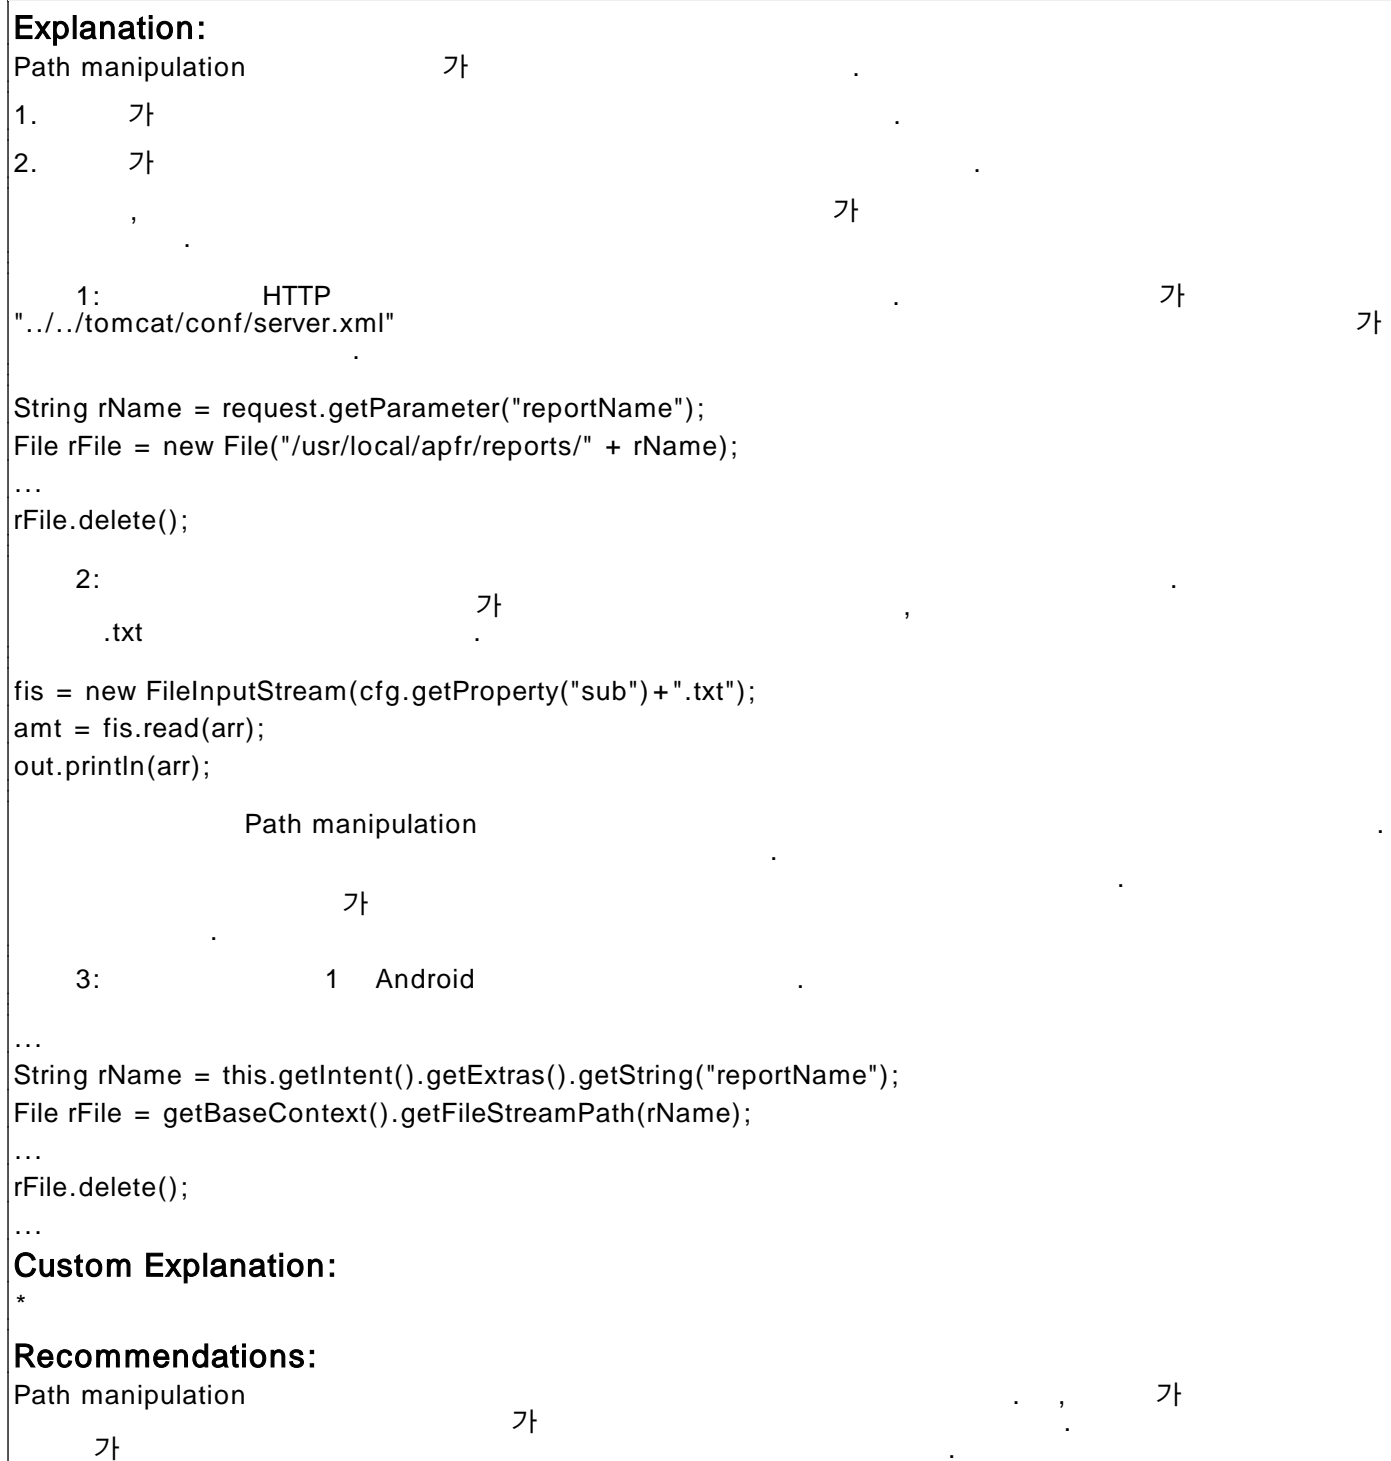 Explanation:
Path manipulation 가 .
1. 가 .
2. 가 .
, 가
.
1: HTTP . 가
"../../tomcat/conf/server.xml" 가
.
String rName = request.getParameter("reportName");
File rFile = new File("/usr/local/apfr/reports/" + rName);
...
rFile.delete();
2: .
가 ,
.txt .
fis = new FileInputStream(cfg.getProperty("sub")+".txt");
amt = fis.read(arr);
out.println(arr);
Path manipulation .
.
.
가
.
3: 1 Android .
...
String rName = this.getIntent().getExtras().getString("reportName");
File rFile = getBaseContext().getFileStreamPath(rName);
...
rFile.delete();
...
Custom Explanation:
*
Recommendations:
Path manipulation . , 가
가 .
가 .